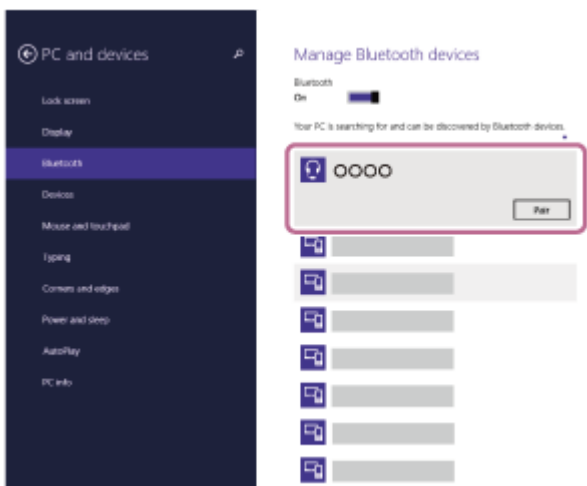 PC and devices
Lock screen
Display
Bluetooth
Devices
Mouse and touchpad
Typing
Corners and edges
Power and sleep
AutoPlay
PC info
Manage Bluetooth devices
Bluetooth
On
Your PC is searching for and can be discovered by Bluetooth devices.
OOOO
Pair